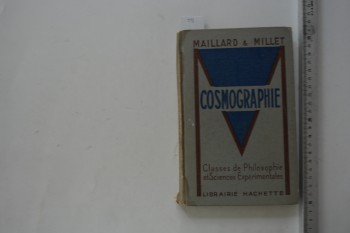 MAILLARD & MILLET
COSMOGRAPHIE
Classes de Philosophie
et Sciences Expérimentales
LIBRAIRIE HACHETTE